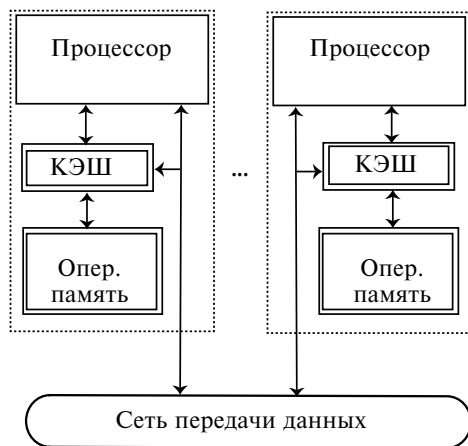 Процессор
КЭШ
Опер.
память
...
Процессор
КЭШ
Опер.
память
Сеть передачи данных